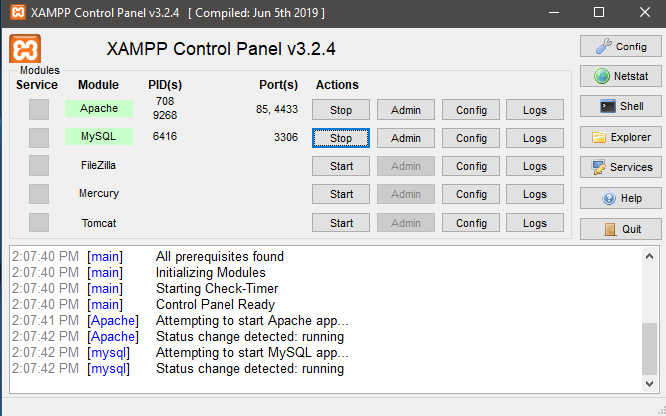 XAMPP Control Panel v3.2.4   [ Compiled: Jun 5th 2019 ]
XAMPP Control Panel v3.2.4
Config
Modules
Service Module PID(s) Port(s) Actions
Apache 708 9268 85, 4433 Stop Admin Config Logs
Netstat
MySQL 6416 3306 Stop Admin Config Logs
Shell
FileZilla Start Admin Config Logs
Explorer
Mercury Start Admin Config Logs
Services
Tomcat Start Admin Config Logs
Help
Quit
2:07:40 PM [main] All prerequisites found
2:07:40 PM [main] Initializing Modules
2:07:40 PM [main] Starting Check-Timer
2:07:40 PM [main] Control Panel Ready
2:07:41 PM [Apache] Attempting to start Apache app...
2:07:42 PM [Apache] Status change detected: running
2:07:42 PM [mysql] Attempting to start MySQL app...
2:07:42 PM [mysql] Status change detected: running